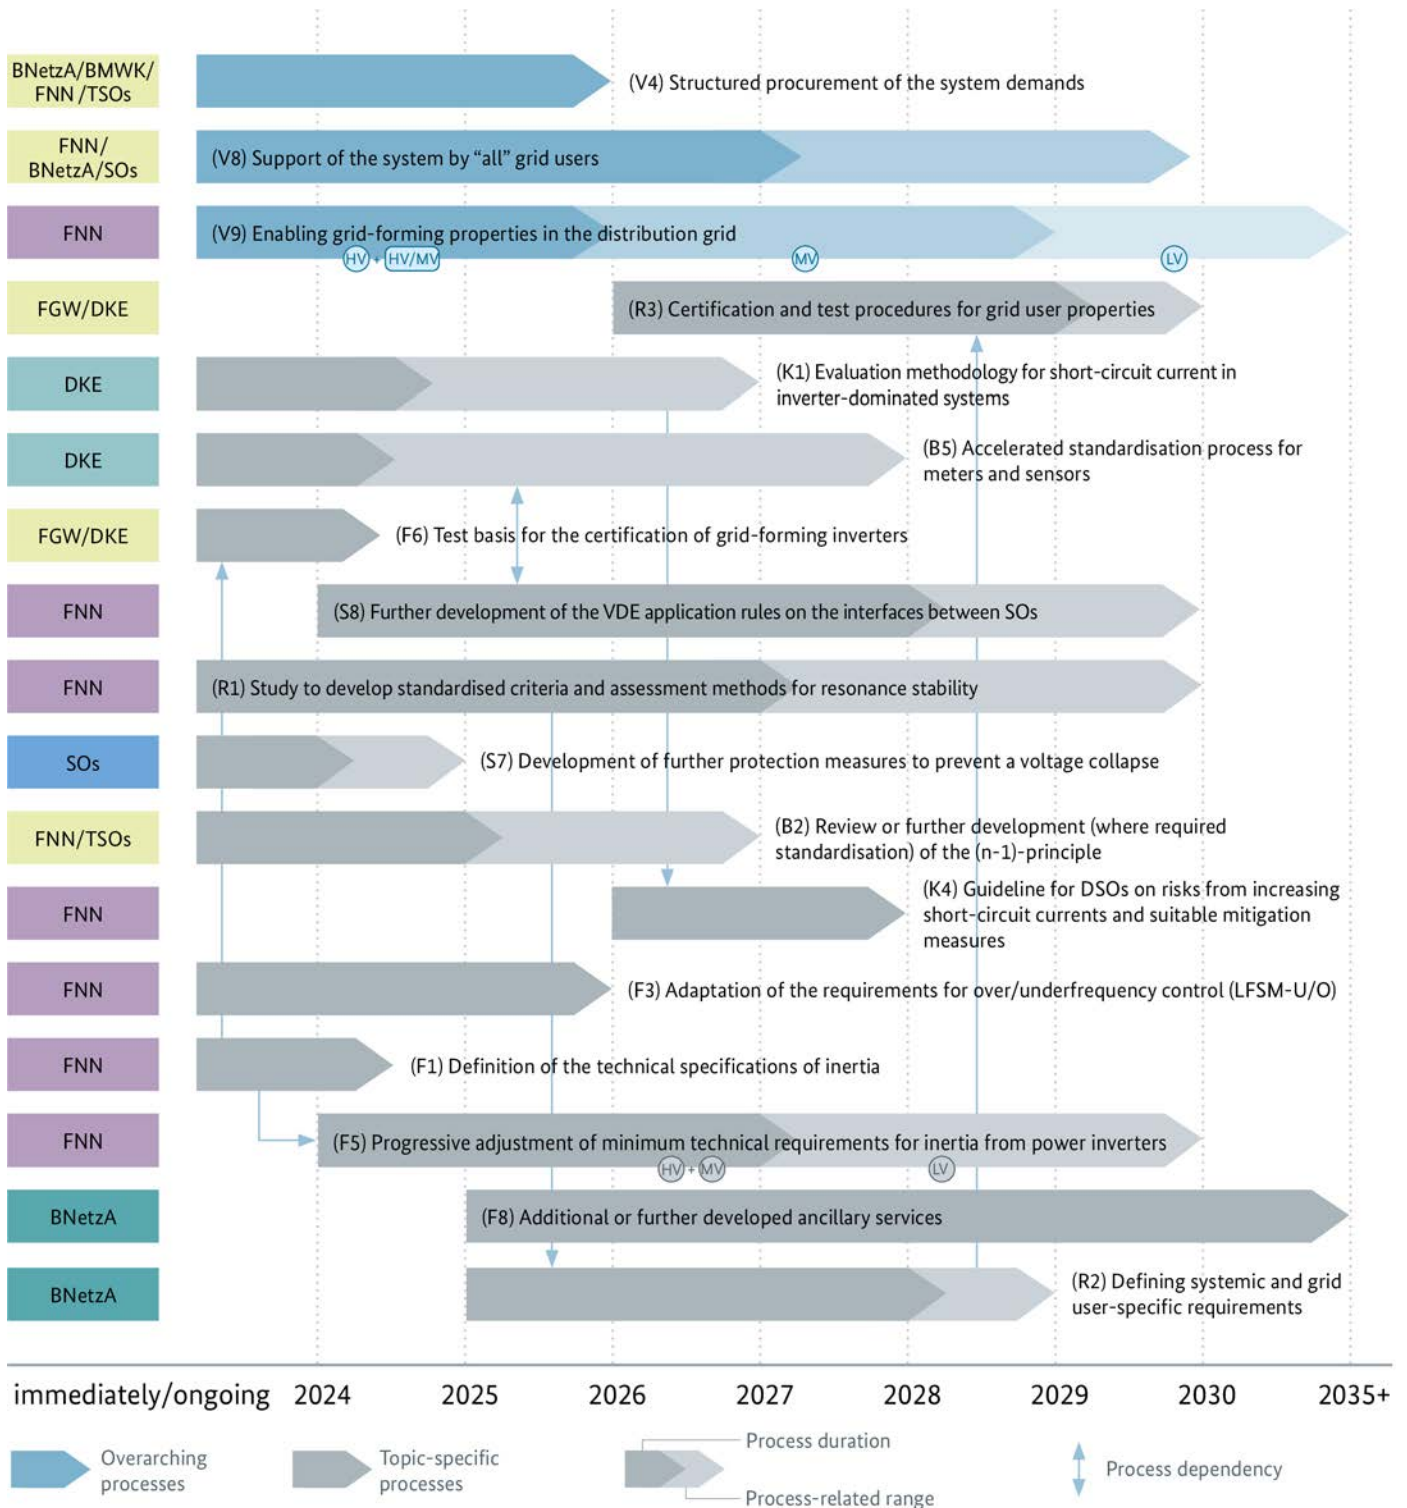 BNetzA/BMWK/
FNN/TSOs
(V4) Structured procurement of the system demands
FNN/
BNetzA/SOs
(V8) Support of the system by “all” grid users
FNN
(V9) Enabling grid-forming properties in the distribution grid
HV + HV/MV
MV
LV
FGW/DKE
(R3) Certification and test procedures for grid user properties
DKE
(K1) Evaluation methodology for short-circuit current in
inverter-dominated systems
DKE
(B5) Accelerated standardisation process for
meters and sensors
FGW/DKE
(F6) Test basis for the certification of grid-forming inverters
FNN
(S8) Further development of the VDE application rules on the interfaces between SOs
FNN
(R1) Study to develop standardised criteria and assessment methods for resonance stability
SOs
(S7) Development of further protection measures to prevent a voltage collapse
FNN/TSOs
(B2) Review or further development (where required
standardisation) of the (n-1)-principle
FNN
(K4) Guideline for DSOs on risks from increasing
short-circuit currents and suitable mitigation
measures
FNN
(F3) Adaptation of the requirements for over/underfrequency control (LFSM-U/O)
FNN
(F1) Definition of the technical specifications of inertia
FNN
(F5) Progressive adjustment of minimum technical requirements for inertia from power inverters
HV + MV
LV
BNetzA
(F8) Additional or further developed ancillary services
BNetzA
(R2) Defining systemic and grid
user-specific requirements
immediately/ongoing 2024 2025 2026 2027 2028 2029 2030 2035+
Overarching
processes
Topic-specific
processes
Process duration
Process-related range
Process dependency